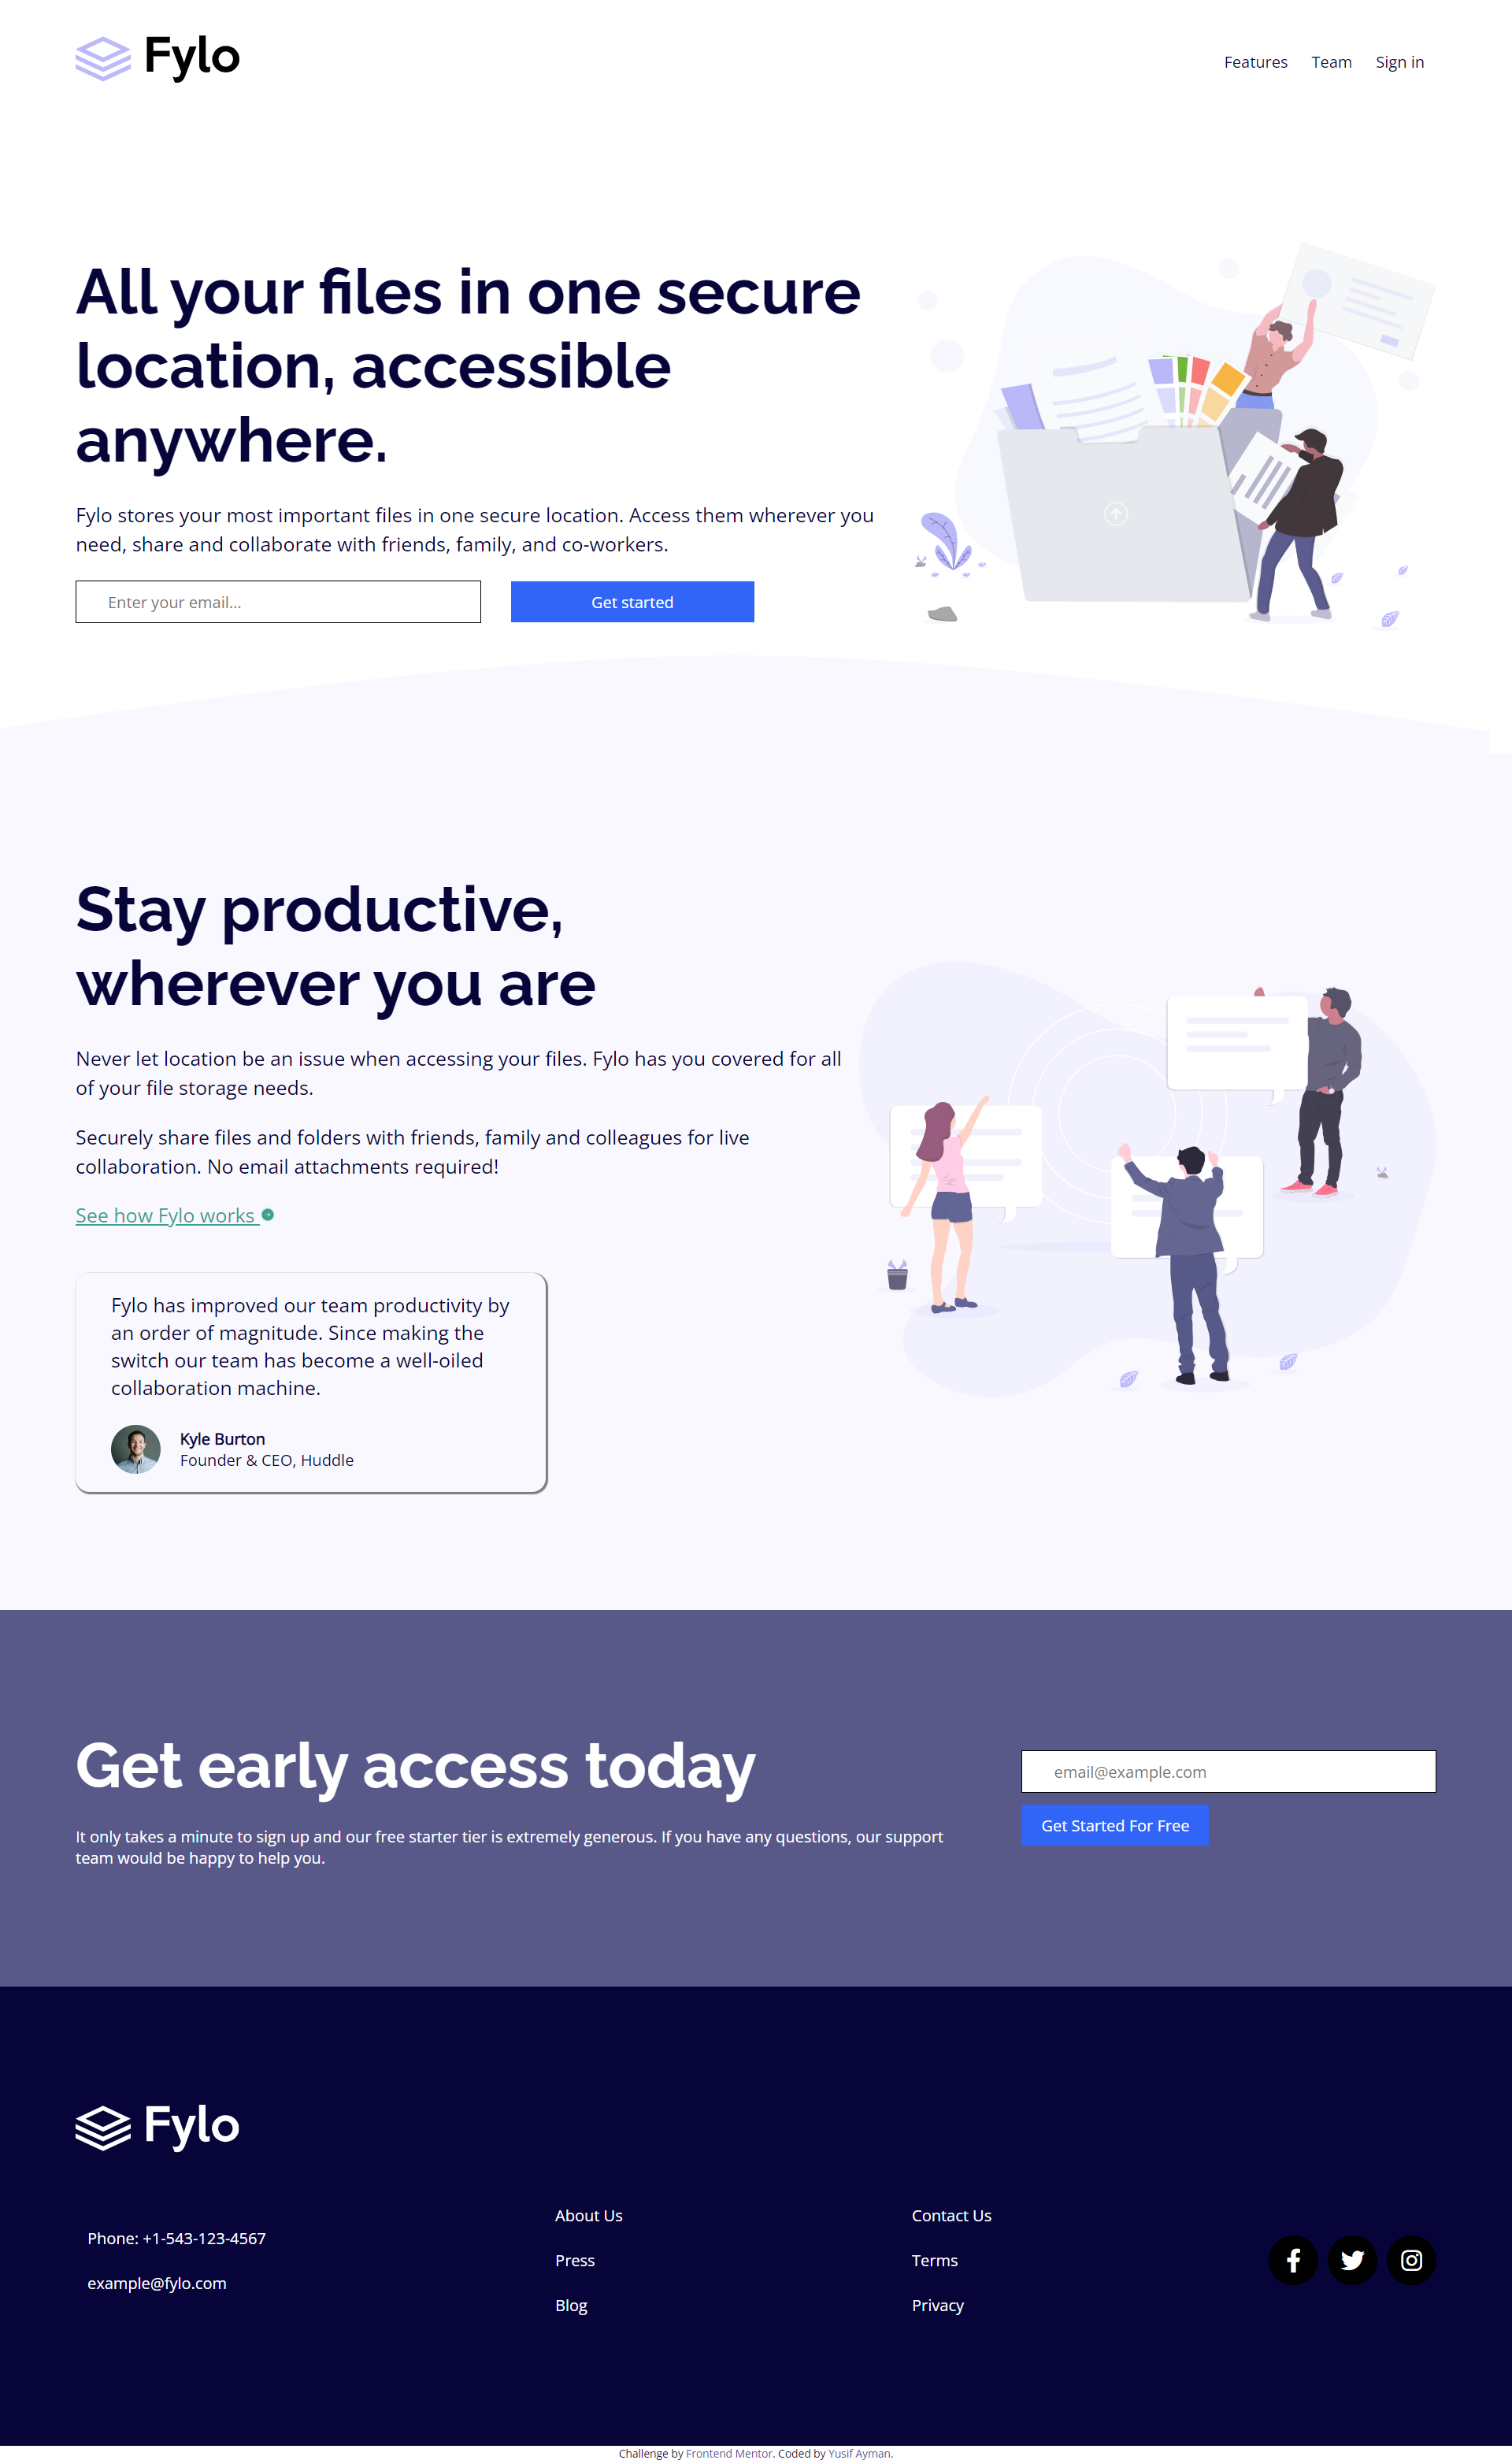 Fylo
Features Team Sign in
All your files in one secure
location, accessible
anywhere.
Fylo stores your most important files in one secure location. Access them wherever you
need, share and collaborate with friends, family, and co-workers.
Enter your email...
Get started
Stay productive,
wherever you are
Never let location be an issue when accessing your files. Fylo has you covered for all
of your file storage needs.
Securely share files and folders with friends, family and colleagues for live
collaboration. No email attachments required!
See how Fylo works
Fylo has improved our team productivity by
an order of magnitude. Since making the
switch our team has become a well-oiled
collaboration machine.
Kyle Burton
Founder & CEO, Huddle
Get early access today
It only takes a minute to sign up and our free starter tier is extremely generous. If you have any questions, our support
team would be happy to help you.
email@example.com
Get Started For Free
Fylo
Phone: +1-543-123-4567
example@fylo.com
About Us
Press
Blog
Contact Us
Terms
Privacy
Challenge by Frontend Mentor. Coded by Yusif Ayman.